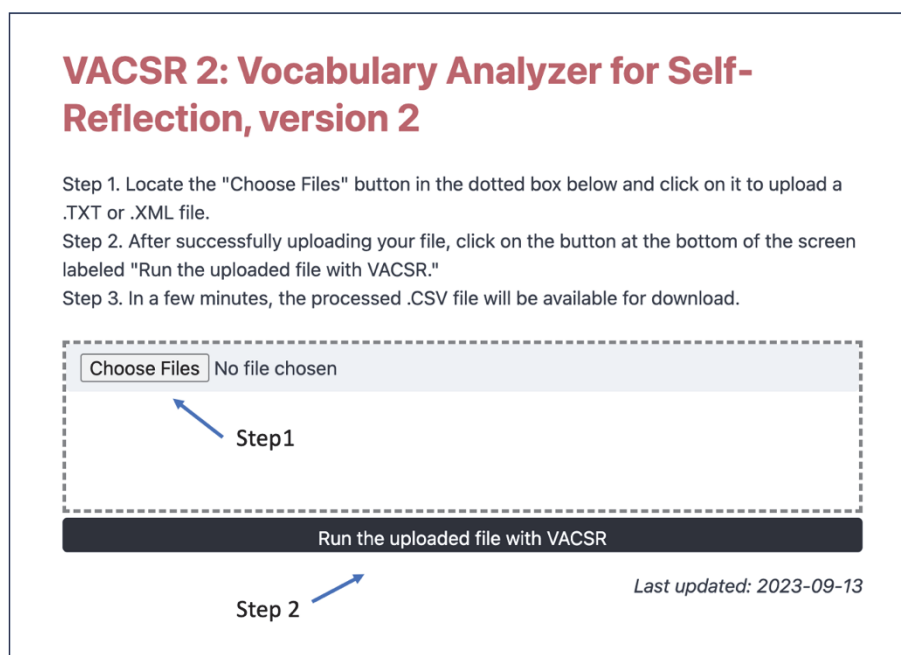 VACSR 2: Vocabulary Analyzer for Self-
Reflection, version 2
Step 1. Locate the "Choose Files" button in the dotted box below and click on it to upload a
.TXT or .XML file.
Step 2. After successfully uploading your file, click on the button at the bottom of the screen
labeled "Run the uploaded file with VACSR."
Step 3. In a few minutes, the processed .CSV file will be available for download.
Choose Files No file chosen
Step1
Run the uploaded file with VACSR
Last updated: 2023-09-13
Step 2